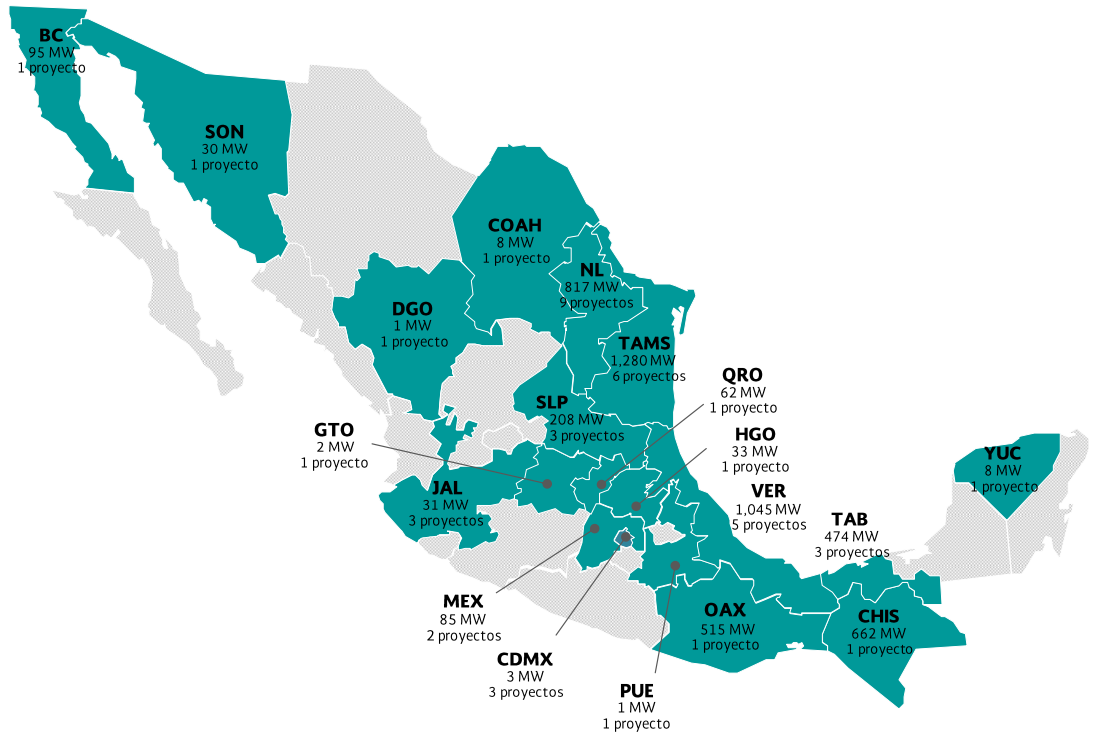 BC
95 MW
1 proyecto
SON
30 MW
1 proyecto
COAH
8 MW
1 proyecto
NL
817 MW
9 proyectos
DGO
1 MW
1 proyecto
TAMS
1,280 MW
6 proyectos
QRO
62 MW
1 proyecto
SLP
208 MW
3 proyectos
GTO
2 MW
1 proyecto
HGO
33 MW
1 proyecto
YUC
8 MW
1 proyecto
JAL
31 MW
3 proyectos
VER
1,045 MW
5 proyectos
TAB
474 MW
3 proyectos
MEX
85 MW
2 proyectos
OAX
515 MW
1 proyecto
CHIS
662 MW
1 proyecto
CDMX
3 MW
3 proyectos
PUE
1 MW
1 proyecto